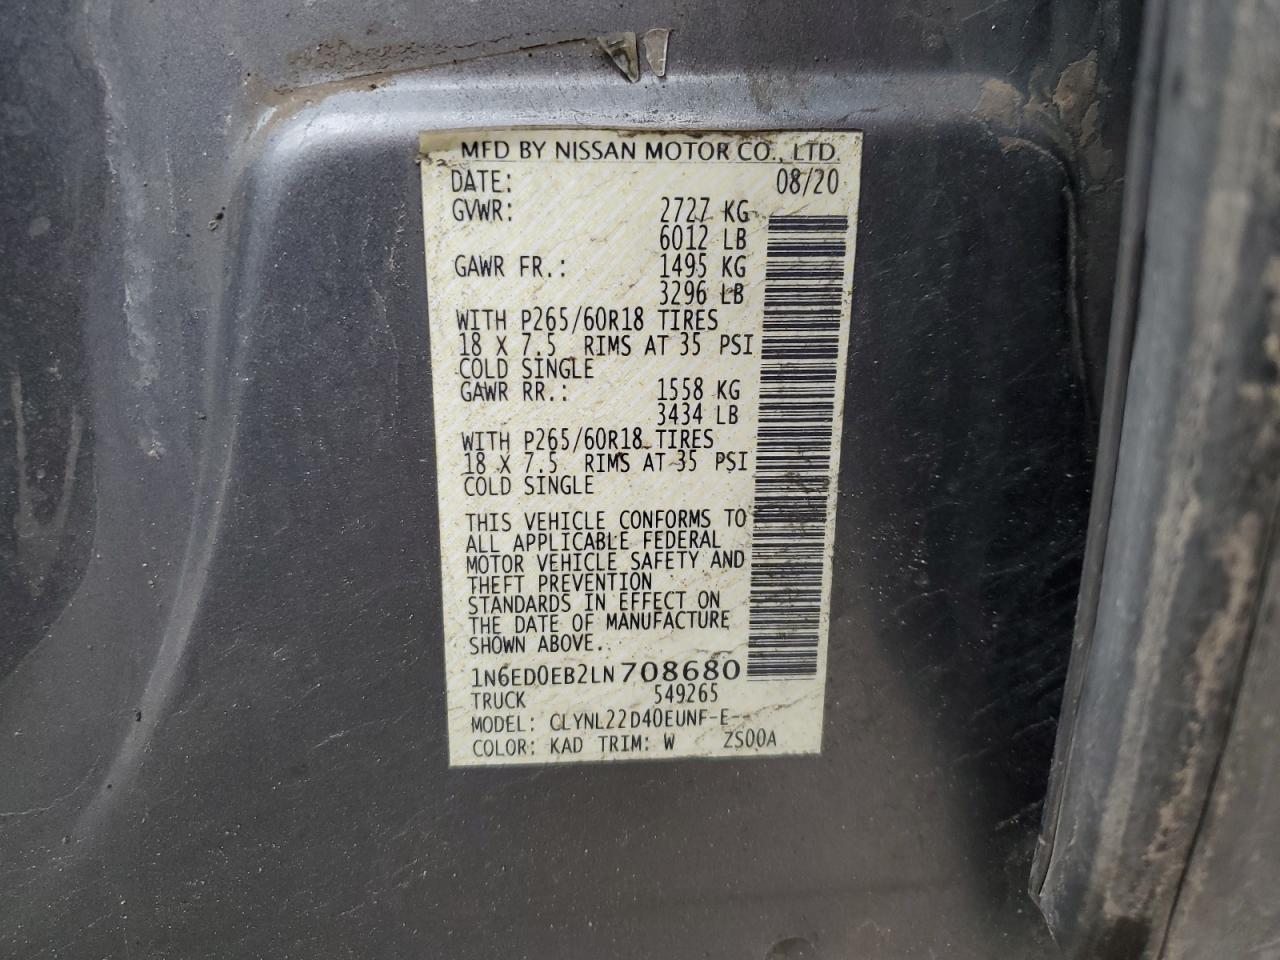 MFD BY NISSAN MOTOR CO., LTD.
DATE: 08/20
GVWR: 2727 KG
6012 LB
GAWR FR.: 1495 KG
3296 LB
WITH P265/60R18 TIRES
18 X 7.5 RIMS AT 35 PSI
COLD SINGLE
GAWR RR.: 1558 KG
3434 LB
WITH P265/60R18 TIRES
18 X 7.5 RIMS AT 35 PSI
COLD SINGLE
THIS VEHICLE CONFORMS TO
ALL APPLICABLE FEDERAL
MOTOR VEHICLE SAFETY AND
THEFT PREVENTION
STANDARDS IN EFFECT ON
THE DATE OF MANUFACTURE
SHOWN ABOVE.
1N6ED0EB2LN708680
TRUCK 549265
MODEL: CLYNL22D40EUNF-E--
COLOR: KAD TRIM: W ZS00A